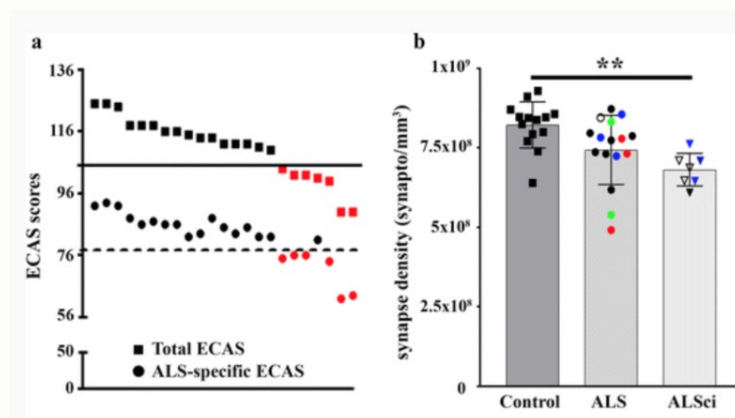 a
136
116
96
76
56
50
0
ECAS scores
■ Total ECAS
● ALS-specific ECAS
b
**
1x10⁹
7.5x10⁸
5x10⁸
2.5x10⁸
0
synapse density (synapto/mm³)
Control ALS ALSci